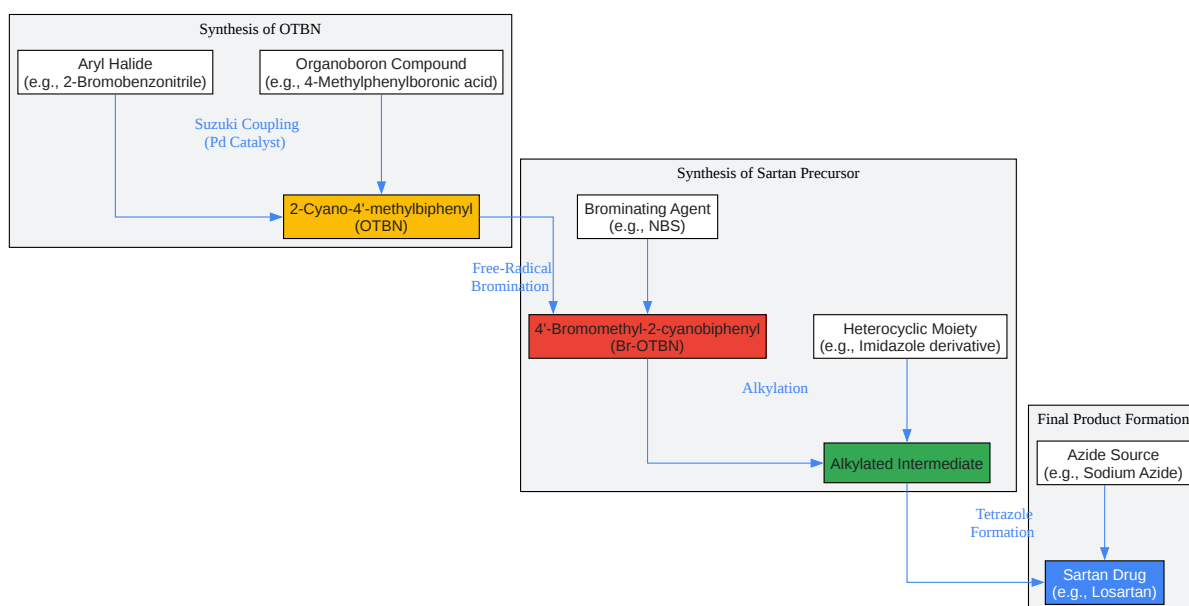 Synthesis of OTBN
Aryl Halide
(e.g., 2-Bromobenzonitrile)
Organoboron Compound
(e.g., 4-Methylphenylboronic acid)
Suzuki Coupling
(Pd Catalyst)
2-Cyano-4'-methylbiphenyl
(OTBN)
Synthesis of Sartan Precursor
Brominating Agent
(e.g., NBS)
Free-Radical
Bromination
4'-Bromomethyl-2-cyanobiphenyl
(Br-OTBN)
Heterocyclic Moiety
(e.g., Imidazole derivative)
Alkylation
Alkylated Intermediate
Final Product Formation
Azide Source
(e.g., Sodium Azide)
Tetrazole
Formation
Sartan Drug
(e.g., Losartan)